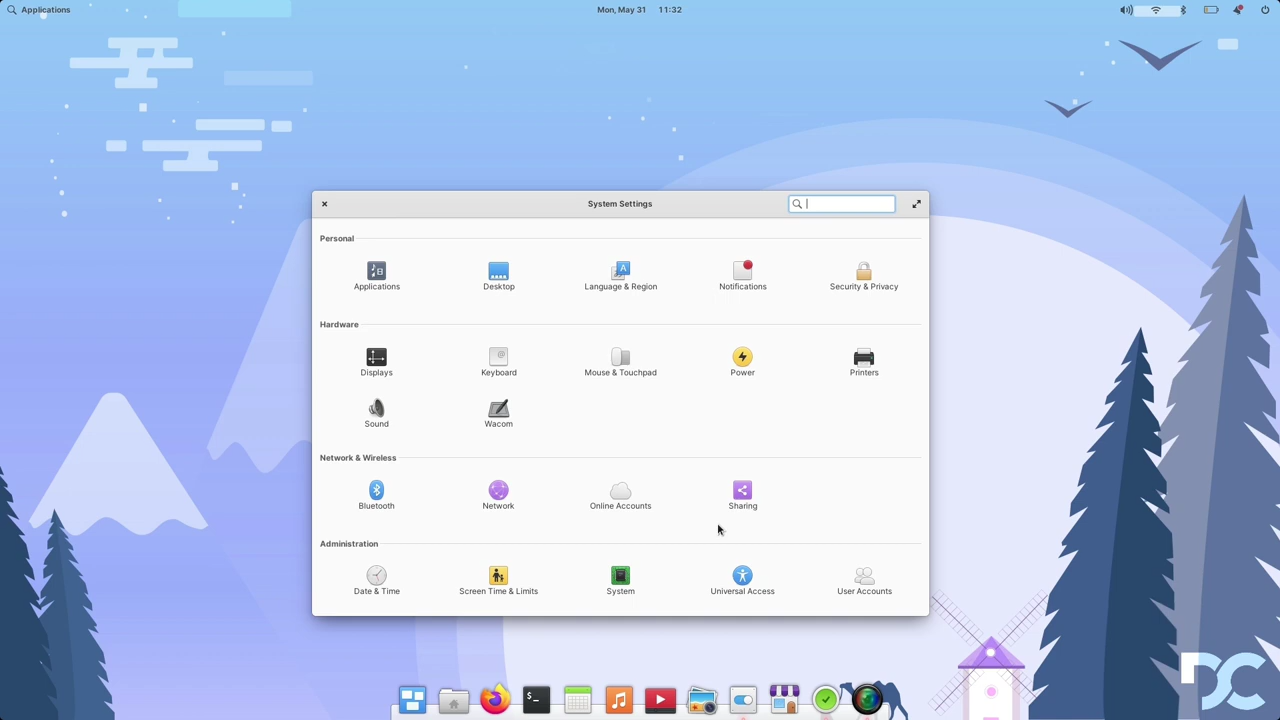 Applications
Mon, May 31 11:32
System Settings
Personal
Applications
Desktop
Language & Region
Notifications
Security & Privacy
Hardware
Displays
Keyboard
Mouse & Touchpad
Power
Printers
Sound
Wacom
Network & Wireless
Bluetooth
Network
Online Accounts
Sharing
Administration
Date & Time
Screen Time & Limits
System
Universal Access
User Accounts